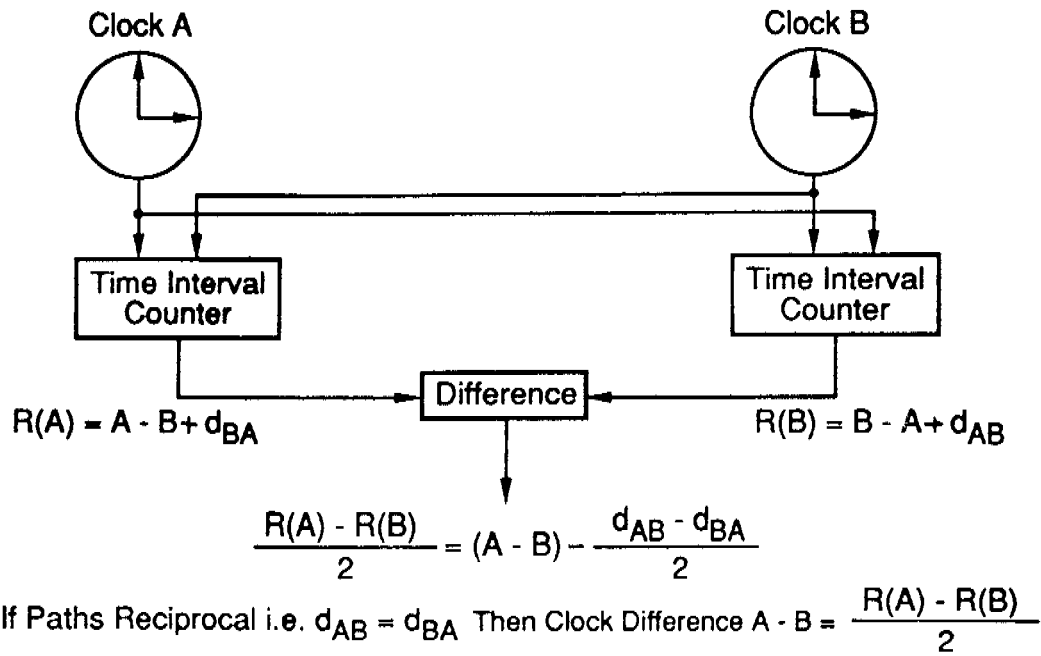 Clock A
Clock B
Time Interval
Counter
Time Interval
Counter
Difference
R(A) = A - B + d_BA
R(B) = B - A + d_AB
R(A) - R(B) / 2 = (A - B) - d_AB - d_BA / 2
If Paths Reciprocal i.e. d_AB = d_BA Then Clock Difference A - B = R(A) - R(B) / 2